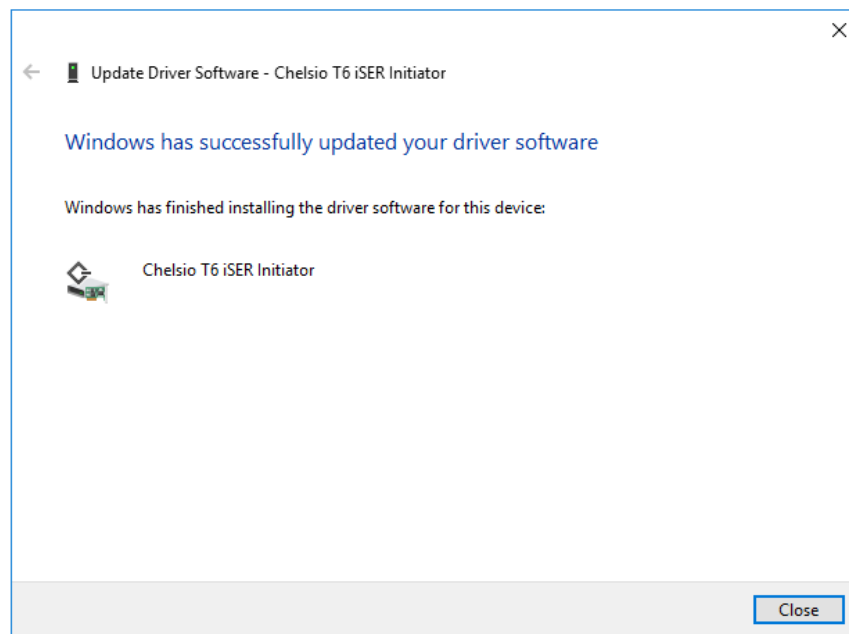 Update Driver Software - Chelsio T6 iSER Initiator
Windows has successfully updated your driver software
Windows has finished installing the driver software for this device:
Chelsio T6 iSER Initiator
Close